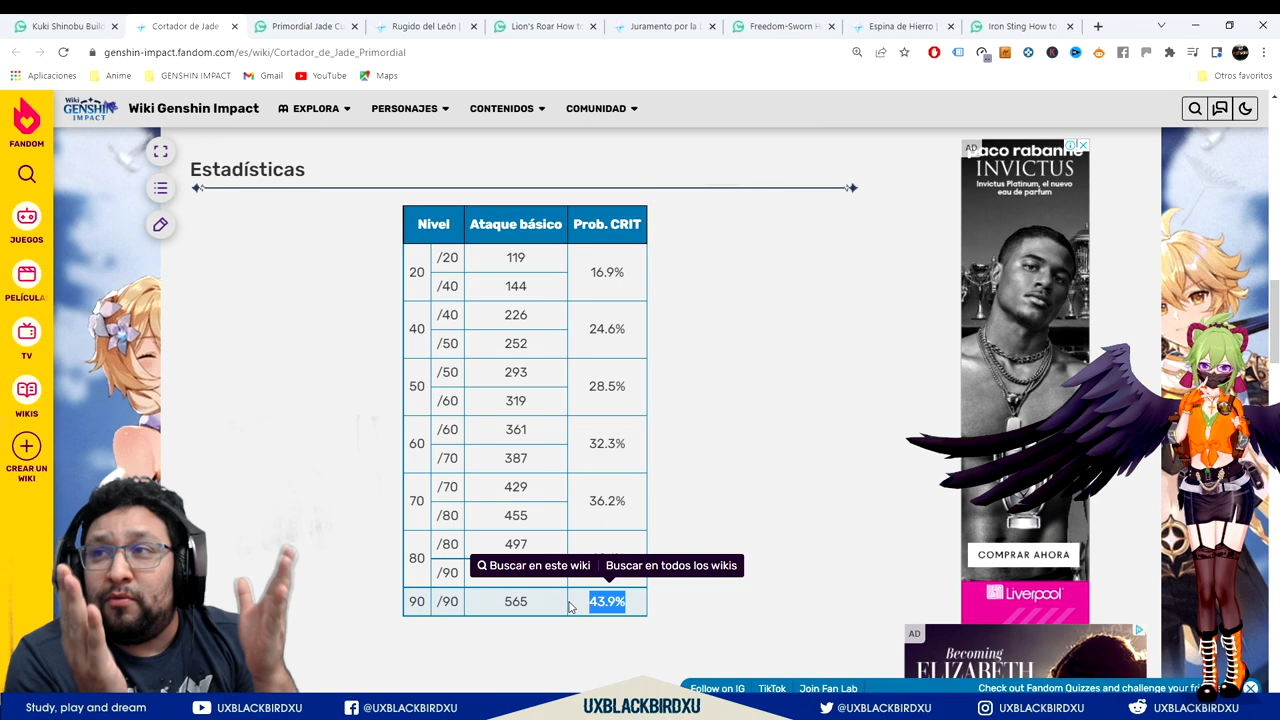 Kuki Shinobu Build
Cortador de Jade
Primordial Jade Cu
Rugido del León |
Lion's Roar How to
Juramento por la L
Freedom-Sworn H
Espina de Hierro |
Iron Sting How to
genshin-impact.fandom.com/es/wiki/Cortador_de_Jade_Primordial
Aplicaciones
Anime
GENSHIN IMPACT
Gmail
YouTube
Maps
Otros favoritos
FANDOM
JUEGOS
PELÍCULA
TV
WIKIS
CREAR UN
WIKI
Wiki
GENSHIN
IMPACT
Wiki Genshin Impact
EXPLORA
PERSONAJES
CONTENIDOS
COMUNIDAD
Estadísticas
Nivel Ataque básico Prob. CRIT
20 /20 119 16.9%
/40 144
40 /40 226 24.6%
/50 252
50 /50 293 28.5%
/60 319
60 /60 361 32.3%
/70 387
70 /70 429 36.2%
/80 455
80 /80 497
/90
90 /90 565 43.9%
Buscar en este wiki
Buscar en todos los wikis
AD
paco rabanne
INVICTUS
Invictus Platinum, el nuevo
eau de parfum
COMPRAR AHORA
Liverpool
AD
Becoming
ELIZABETH
Follow on IG
TikTok
Join Fan Lab
Check out Fandom Quizzes and challenge your fri
Study, play and dream
UXBLACKBIRDXU
@UXBLACKBIRDXU
UXBLACKBIRDXU
@UXBLACKBIRDXU
@UXBLACKBIRDXU
UXBLACKBIRDXU